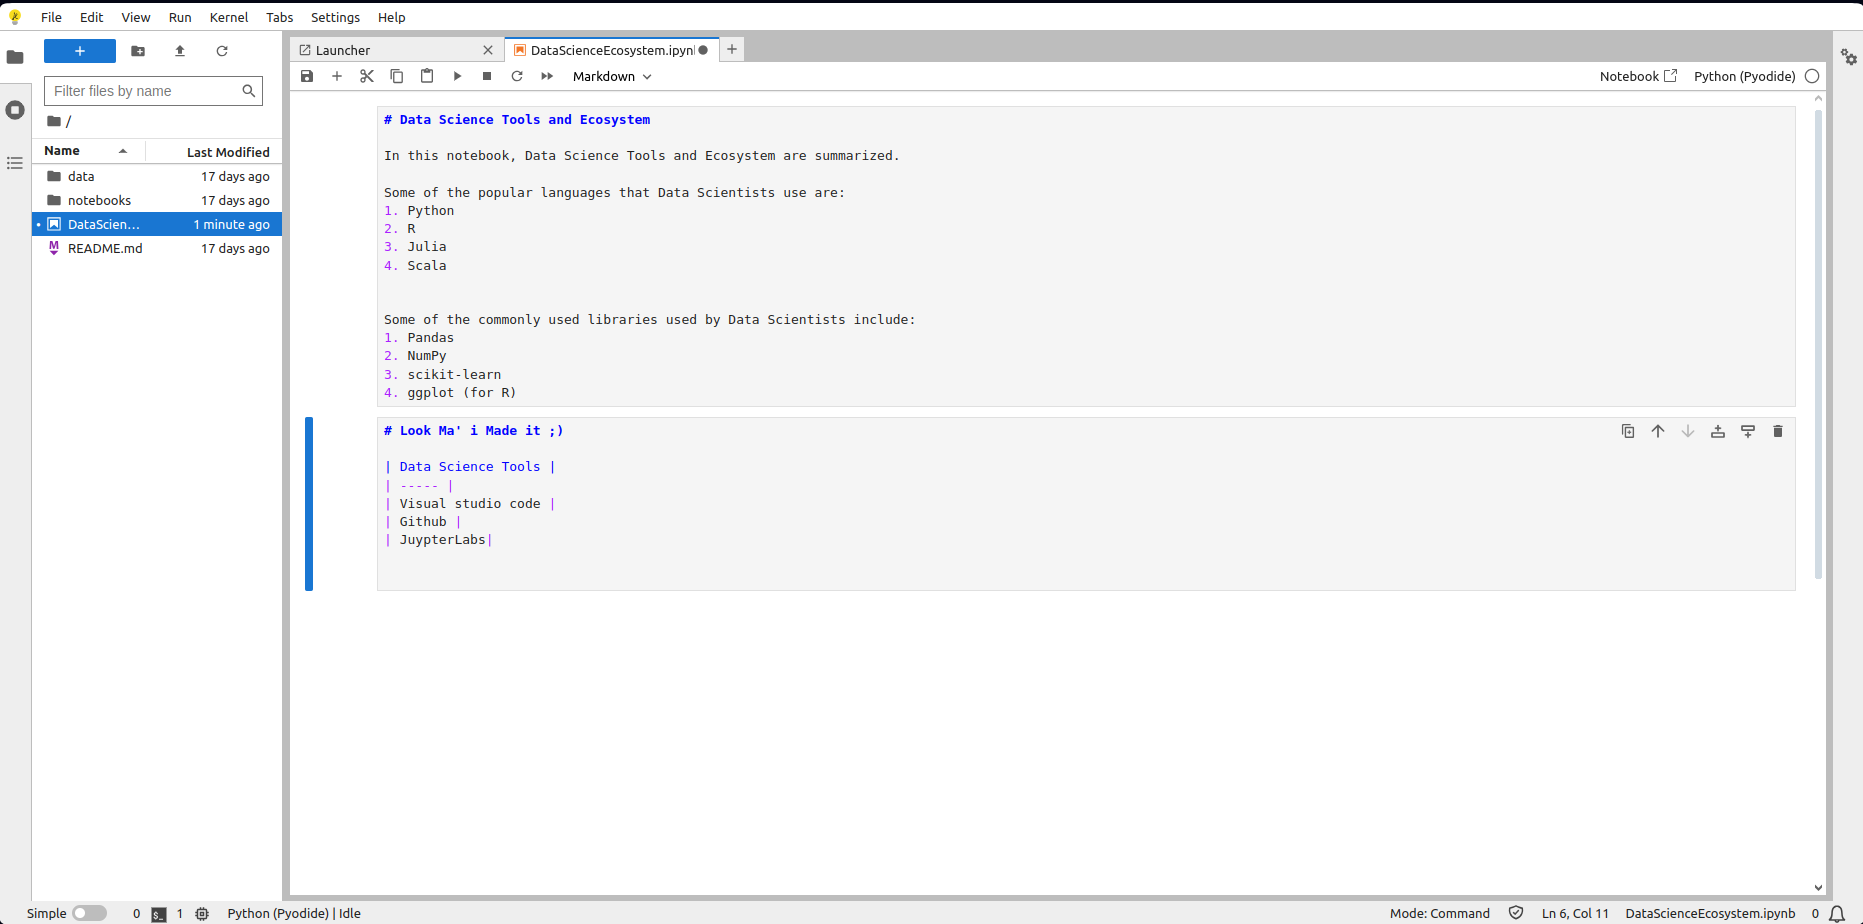 File Edit View Run Kernel Tabs Settings Help
Filter files by name
/
Name Last Modified
data 17 days ago
notebooks 17 days ago
DataScien... 1 minute ago
README.md 17 days ago
Launcher DataScienceEcosystem.ipynl
Markdown Notebook Python (Pyodide)
# Data Science Tools and Ecosystem
In this notebook, Data Science Tools and Ecosystem are summarized.
Some of the popular languages that Data Scientists use are:
1. Python
2. R
3. Julia
4. Scala
Some of the commonly used libraries used by Data Scientists include:
1. Pandas
2. NumPy
3. scikit-learn
4. ggplot (for R)
# Look Ma' i Made it ;)
| Data Science Tools |
| ----- |
| Visual studio code |
| Github |
| JuypterLabs|
Simple 0 $_ 1 Python (Pyodide) | Idle Mode: Command Ln 6, Col 11 DataScienceEcosystem.ipynb 0